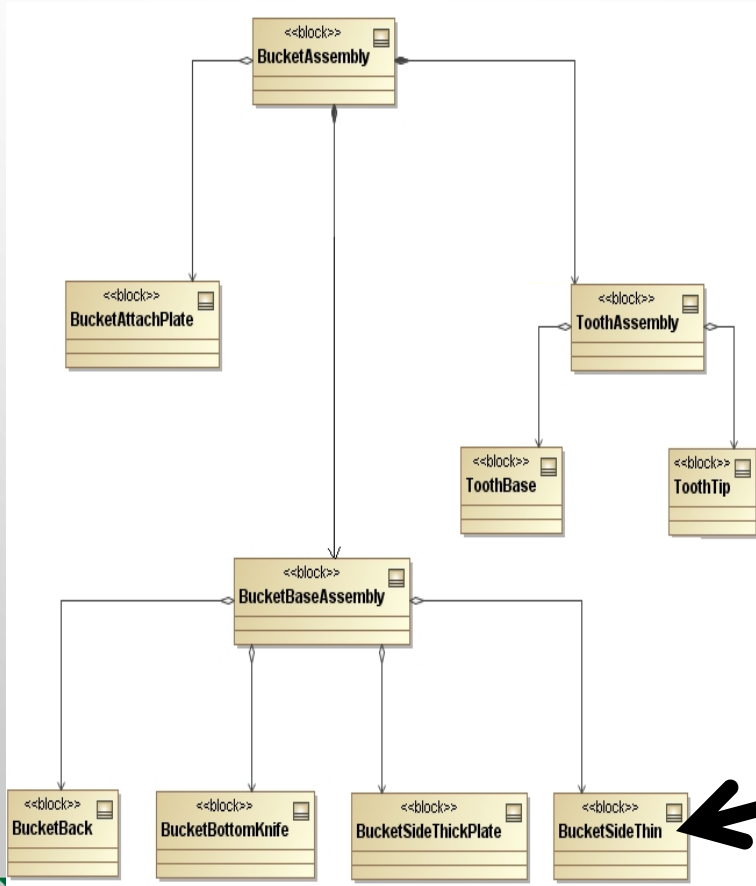 <<block>>
BucketAssembly
<<block>>
BucketAttachPlate
<<block>>
ToothAssembly
<<block>>
ToothBase
<<block>>
ToothTip
<<block>>
BucketBaseAssembly
<<block>>
BucketBack
<<block>>
BucketBottomKnife
<<block>>
BucketSideThickPlate
<<block>>
BucketSideThin